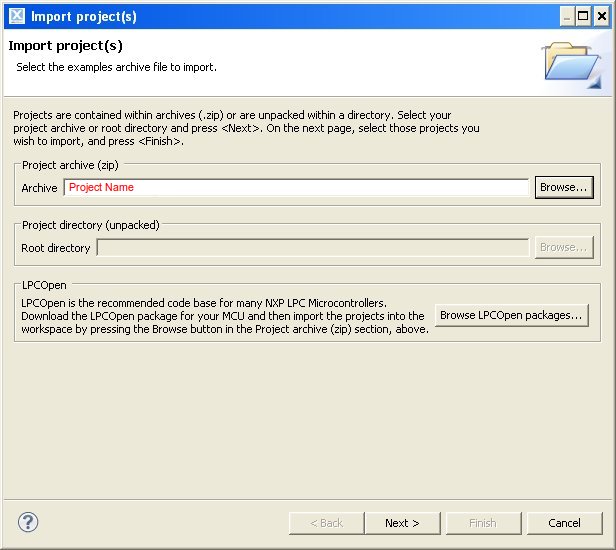 Import project(s)
Import project(s)
Select the examples archive file to import.
Projects are contained within archives (.zip) or are unpacked within a directory. Select your
project archive or root directory and press <Next>. On the next page, select those projects you
wish to import, and press <Finish>.
Project archive (zip)
Archive Project Name Browse...
Project directory (unpacked)
Root directory Browse...
LPCOpen
LPCOpen is the recommended code base for many NXP LPC Microcontrollers.
Download the LPCOpen package for your MCU and then import the projects into the
workspace by pressing the Browse button in the Project archive (zip) section, above.
Browse LPCOpen packages...
? < Back Next > Finish Cancel